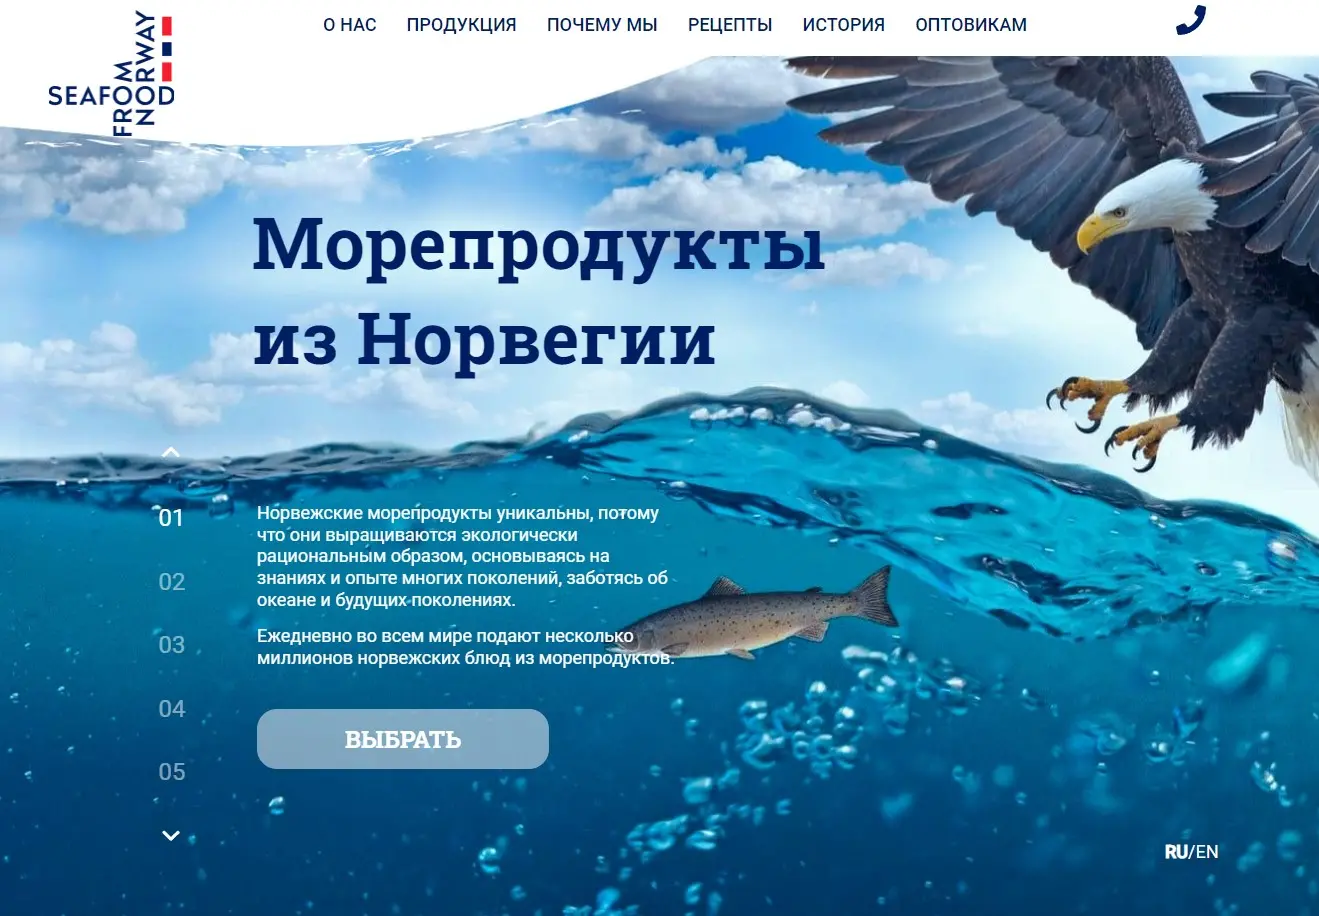 SEAFOOD
FROM
NORWAY
О НАС
ПРОДУКЦИЯ
ПОЧЕМУ МЫ
РЕЦЕПТЫ
ИСТОРИЯ
ОПТОВИКАМ
Морепродукты
из Норвегии
01
02
03
04
05
Норвежские морепродукты уникальны, потому
что они выращиваются экологически
рациональным образом, основываясь на
знаниях и опыте многих поколений, заботясь об
океане и будущих поколениях.
Ежедневно во всем мире подают несколько
миллионов норвежских блюд из морепродуктов.
ВЫБРАТЬ
RU/EN